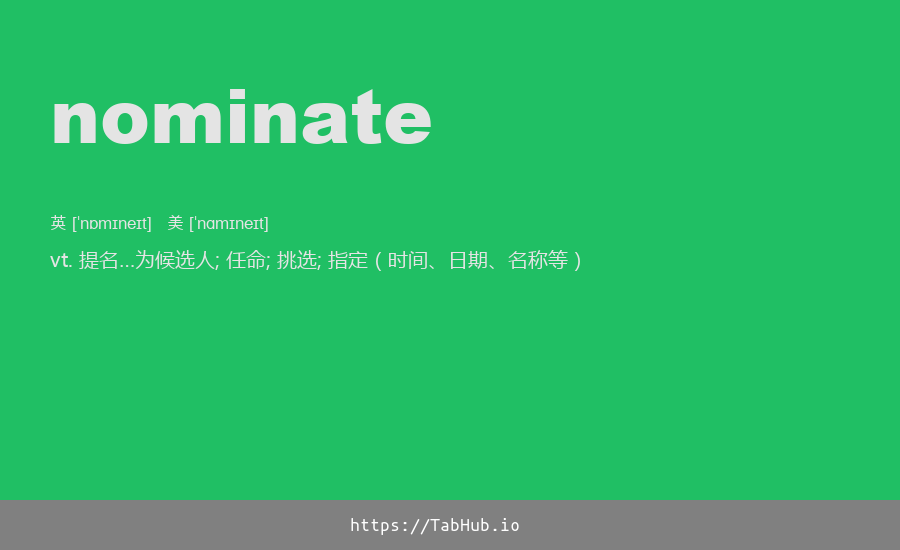 nominate
英 [ˈnɒmɪneɪt] 美 [ˈnɑmɪneɪt]
vt. 提名…为候选人; 任命; 挑选; 指定（时间、日期、名称等）
https://TabHub.io